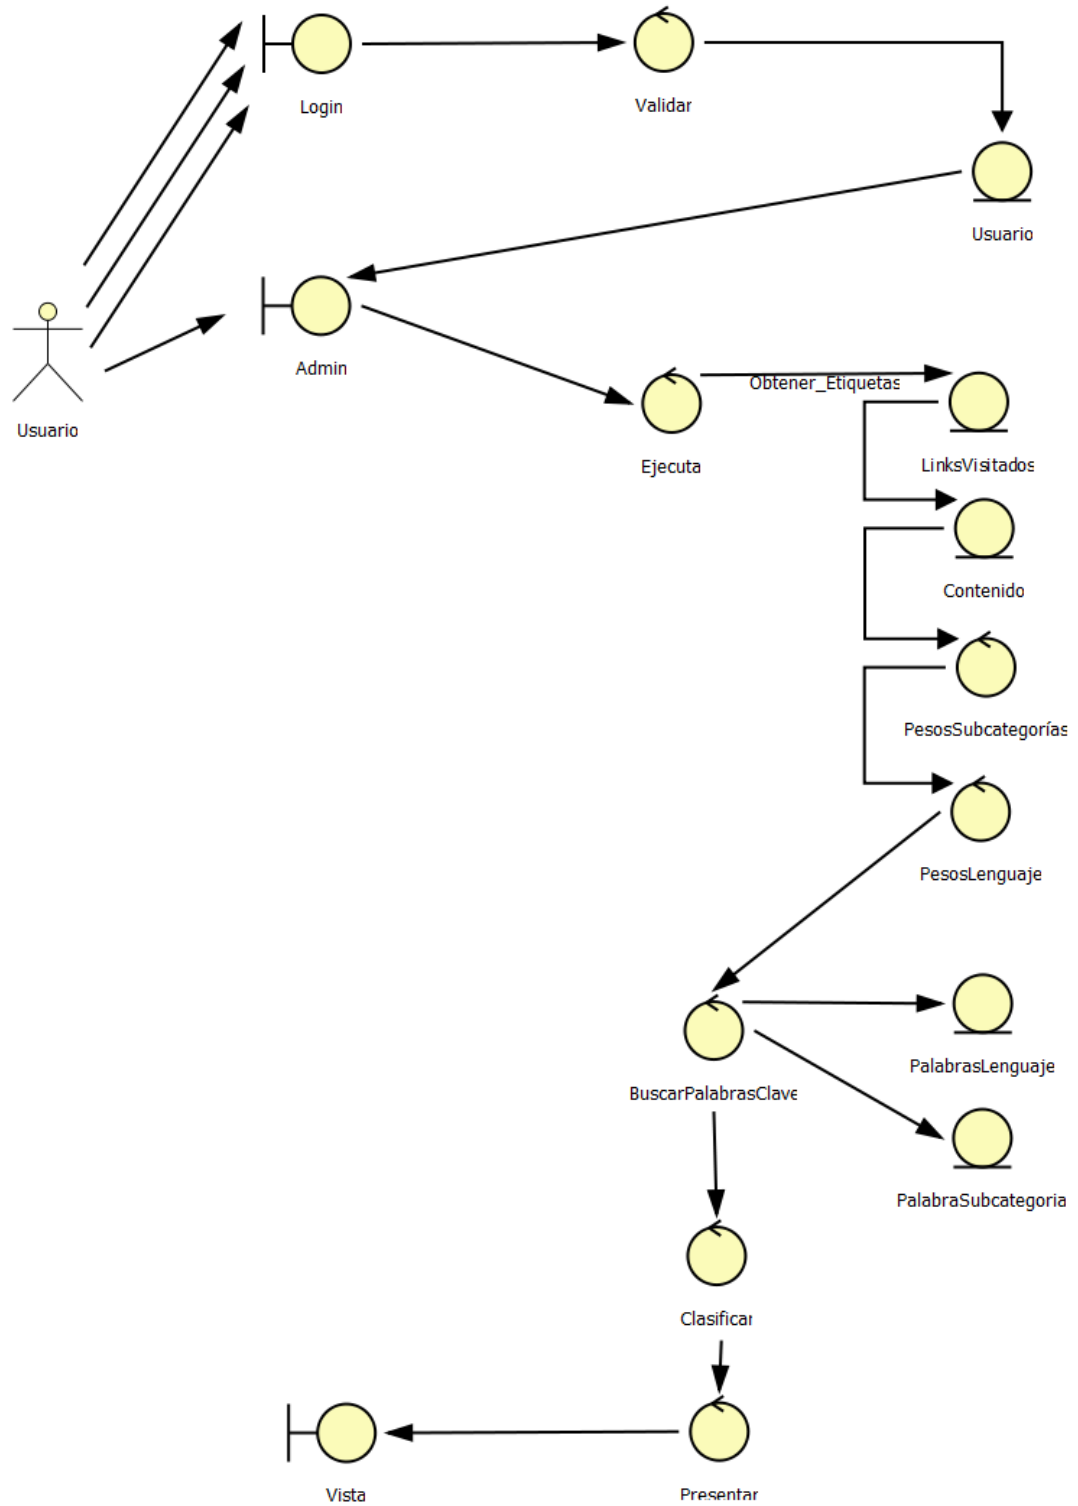 Login
Validar
Usuario
Admin
Usuario
Obtener_Etiquetas
Ejecuta
LinksVisitados
Contenido
PesosSubcategorías
PesosLenguaje
PalabrasLenguaje
BuscarPalabrasClave
PalabraSubcategoria
Clasificar
Vista
Presentar